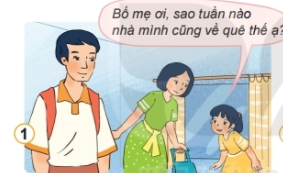 Bố mẹ ơi, sao tuần nào
nhà mình cũng về quê thế ạ?
1